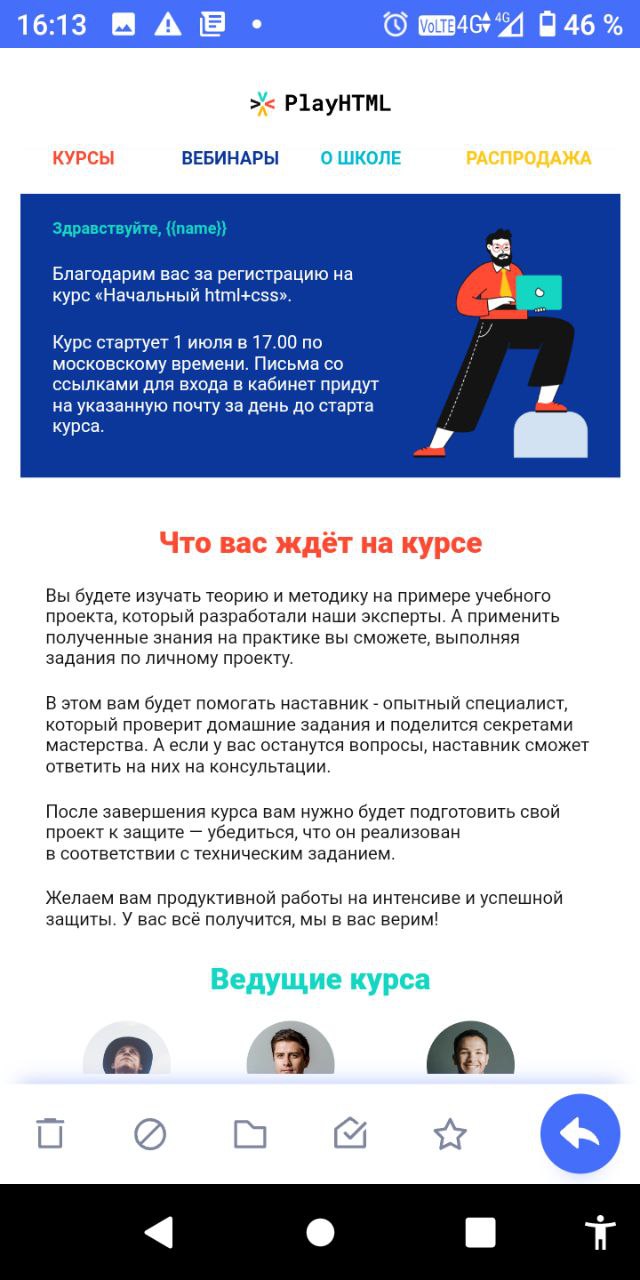 16:13
VoLTE 4G 4G 46 %
PlayHTML
КУРСЫ ВЕБИНАРЫ О ШКОЛЕ РАСПРОДАЖА
Здравствуйте, {{name}}
Благодарим вас за регистрацию на
курс «Начальный html+css».
Курс стартует 1 июля в 17.00 по
московскому времени. Письма со
ссылками для входа в кабинет придут
на указанную почту за день до старта
курса.
Что вас ждёт на курсе
Вы будете изучать теорию и методику на примере учебного
проекта, который разработали наши эксперты. А применить
полученные знания на практике вы сможете, выполняя
задания по личному проекту.
В этом вам будет помогать наставник - опытный специалист,
который проверит домашние задания и поделится секретами
мастерства. А если у вас останутся вопросы, наставник сможет
ответить на них на консультации.
После завершения курса вам нужно будет подготовить свой
проект к защите — убедиться, что он реализован
в соответствии с техническим заданием.
Желаем вам продуктивной работы на интенсиве и успешной
защиты. У вас всё получится, мы в вас верим!
Ведущие курса